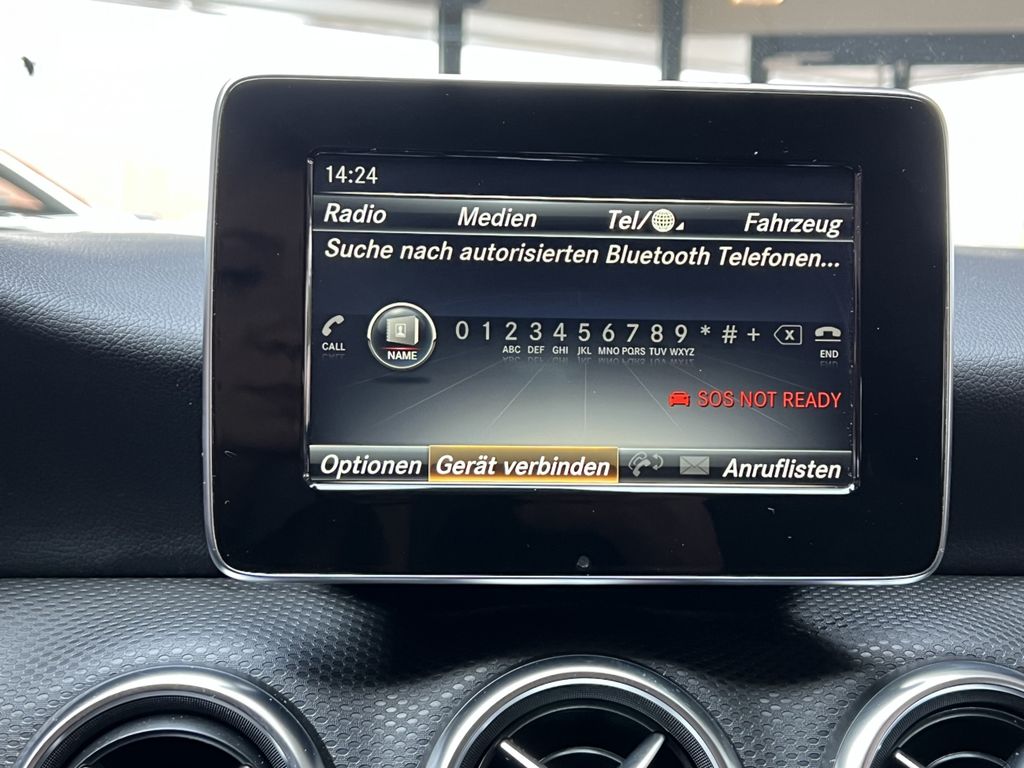 14:24
Radio Medien Tel/ Fahrzeug
Suche nach autorisierten Bluetooth Telefonen...
CALL NAME 0 1 2 3 4 5 6 7 8 9 * # + X END
ABC DEF GHI JKL MNO PQRS TUV WXYZ
SOS NOT READY
Optionen Gerät verbinden Anruflisten